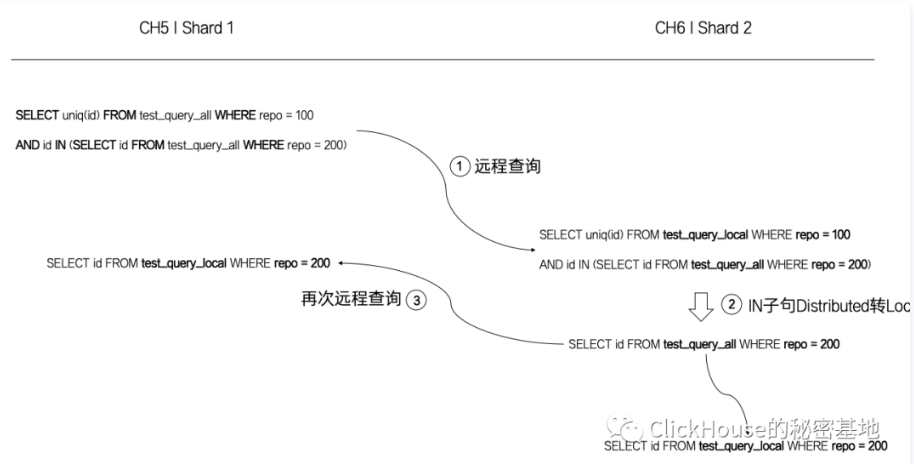 CH5 | Shard 1
CH6 | Shard 2
SELECT uniq(id) FROM test_query_all WHERE repo = 100
AND id IN (SELECT id FROM test_query_all WHERE repo = 200)
① 远程查询
SELECT uniq(id) FROM test_query_local WHERE repo = 100
AND id IN (SELECT id FROM test_query_all WHERE repo = 200)
SELECT id FROM test_query_local WHERE repo = 200
再次远程查询 ③
② IN子句Distributed转Loc
SELECT id FROM test_query_all WHERE repo = 200
ClickHouse的秘密基地
SELECT id FROM test_query_local WHERE repo = 200